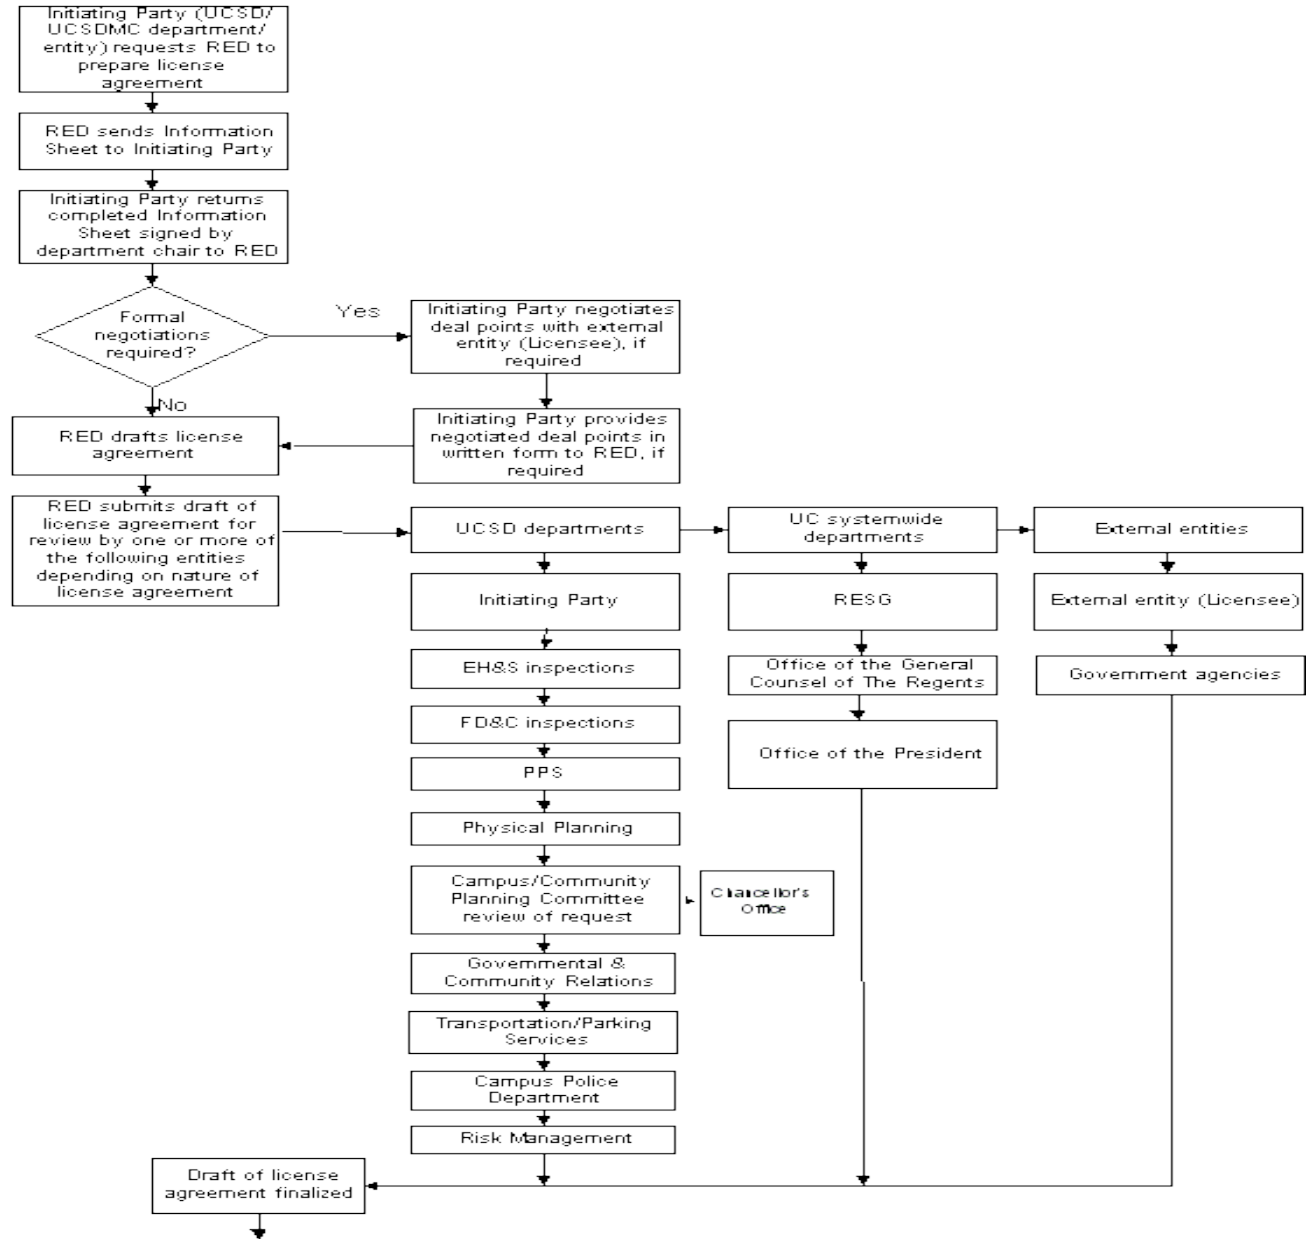 Initiating Party (UCSD/
UCSDMC department/
entity) requests RED to
prepare license
agreement
RED sends Information
Sheet to Initiating Party
Initiating Party returns
completed Information
Sheet signed by
department chair to RED
Formal
negotiations
required?
Yes
Initiating Party negotiates
deal points with external
entity (Licensee), if
required
No
RED drafts license
agreement
Initiating Party provides
negotiated deal points in
written form to RED, if
required
RED submits draft of
license agreement for
review by one or more of
the following entities
depending on nature of
license agreement
UCSD departments
UC systemwide
departments
External entities
Initiating Party
RESG
External entity (Licensee)
EH&S inspections
Office of the General
Counsel of The Regents
Government agencies
FD&C inspections
Office of the President
PPS
Physical Planning
Campus/Community
Planning Committee
review of request
Chancellor's
Office
Governmental &
Community Relations
Transportation/Parking
Services
Campus Police
Department
Risk Management
Draft of license
agreement finalized